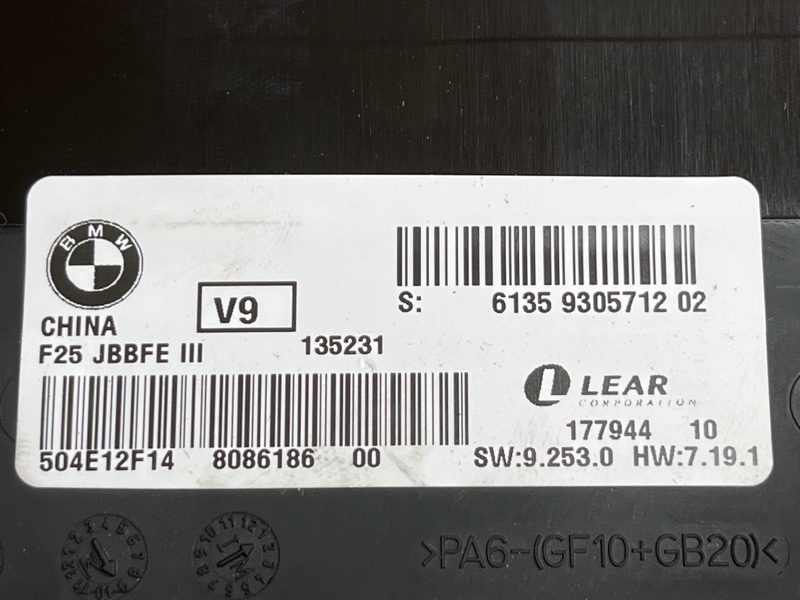 BMW
CHINA
V9
F25 JBBFE III
135231
504E12F14 8086186 00
S: 6135 9305712 02
LEAR
CORPORATION
177944 10
SW:9.253.0 HW:7.19.1
>PA6-(GF10+GB20)<